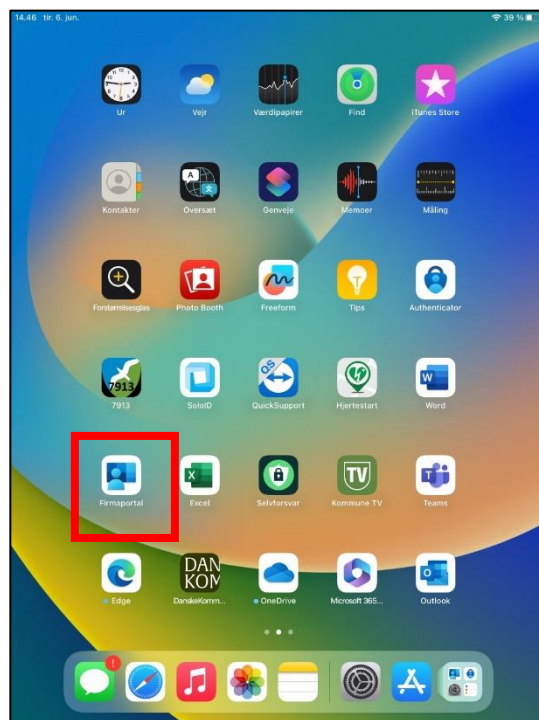 14.46 tir. 6. jun. 39 %
Ur Vejr Værdipapirer Find iTunes Store
Kontakter Oversæt Genveje Memoer Måling
Forstørrelsesglas Photo Booth Freeform Tips Authenticator
7913
7913 SoloID QuickSupport Hjertestart Word
Firmaportal Excel Selvforsvar Kommune TV Teams
DAN
KOM
Edge DanskeKomm... OneDrive Microsoft 365... Outlook